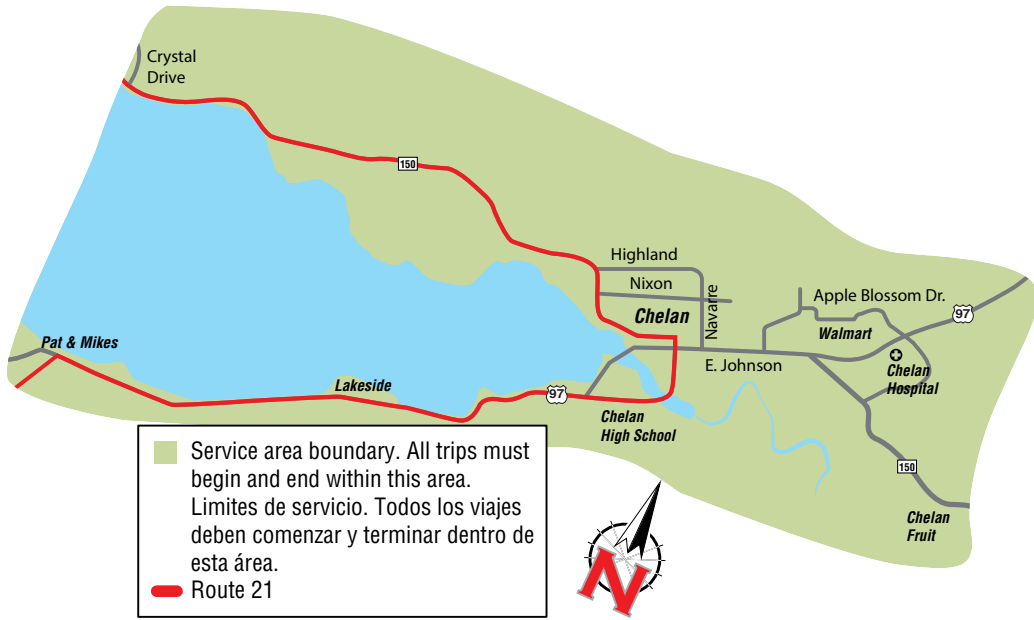 Crystal
Drive
150
Highland
Nixon
Navarre
Chelan
Apple Blossom Dr.
97
Walmart
Pat & Mikes
E. Johnson
Chelan
Hospital
Lakeside
97
Chelan
High School
150
Chelan
Fruit
Service area boundary. All trips must
begin and end within this area.
Limites de servicio. Todos los viajes
deben comenzar y terminar dentro de
esta área.
Route 21
N